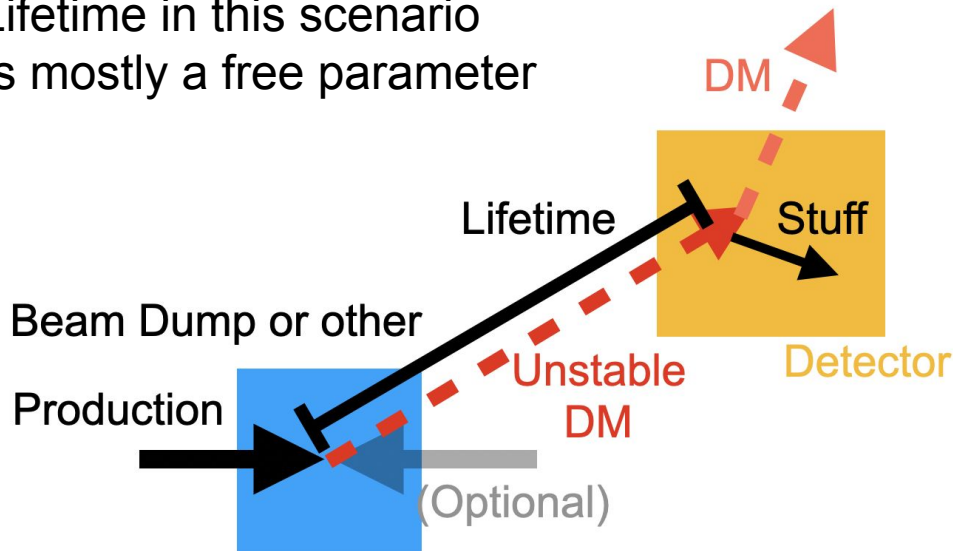 Lifetime in this scenario
is mostly a free parameter
DM
Lifetime
Stuff
Beam Dump or other
Unstable
DM
Detector
Production
(Optional)